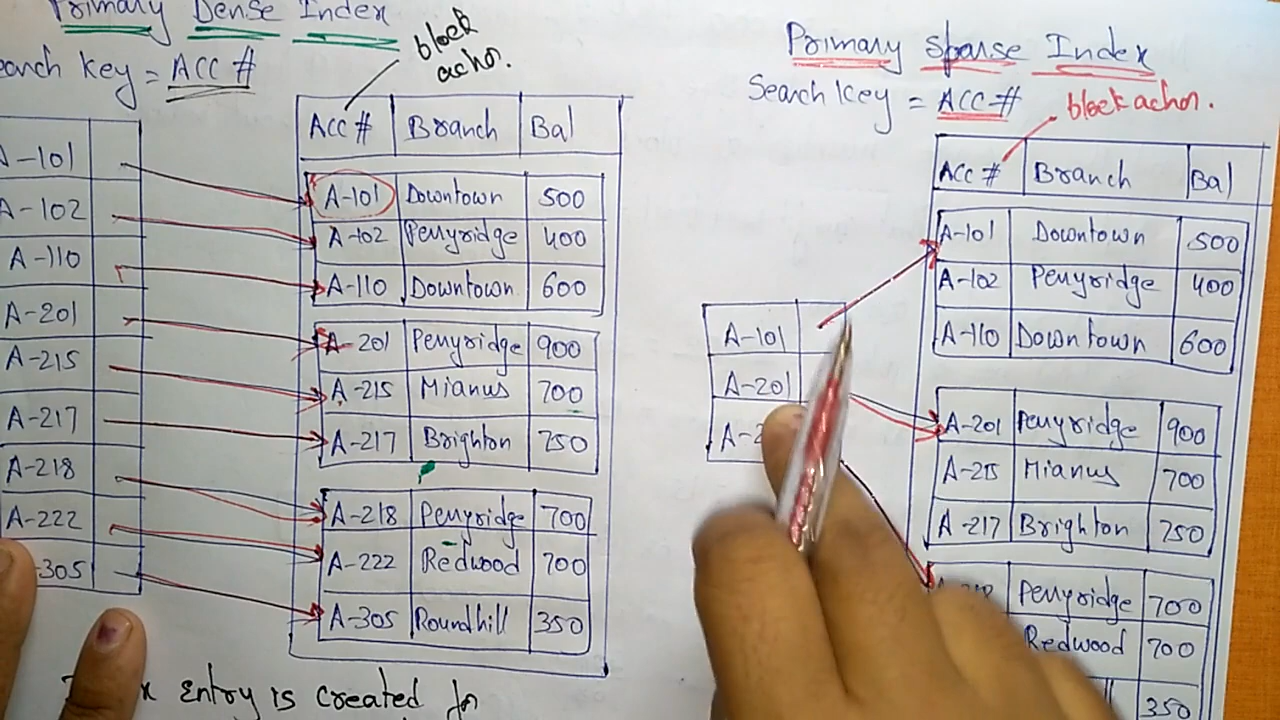 Primary Dense Index
Search Key = ACC #
block
achor.
A-101
A-102
A-110
A-201
A-215
A-217
A-218
A-222
-305
ACC # Branch Bal
A-101 Downtown 500
A-102 Perryridge 400
A-110 Downtown 600
A-201 Perryridge 900
A-215 Mianus 700
A-217 Brighton 750
A-218 Perryridge 700
A-222 Redwood 700
A-305 Roundhill 350
entry is created
Primary sparse Index
Search Key = ACC #
block achor.
A-101
A-201
ACC # Branch Bal
A-101 Downtown 500
A-102 Perryridge 400
A-110 Downtown 600
A-201 Perryridge 900
A-215 Mianus 700
A-217 Brighton 750
Perryridge 700
Redwood 700
350